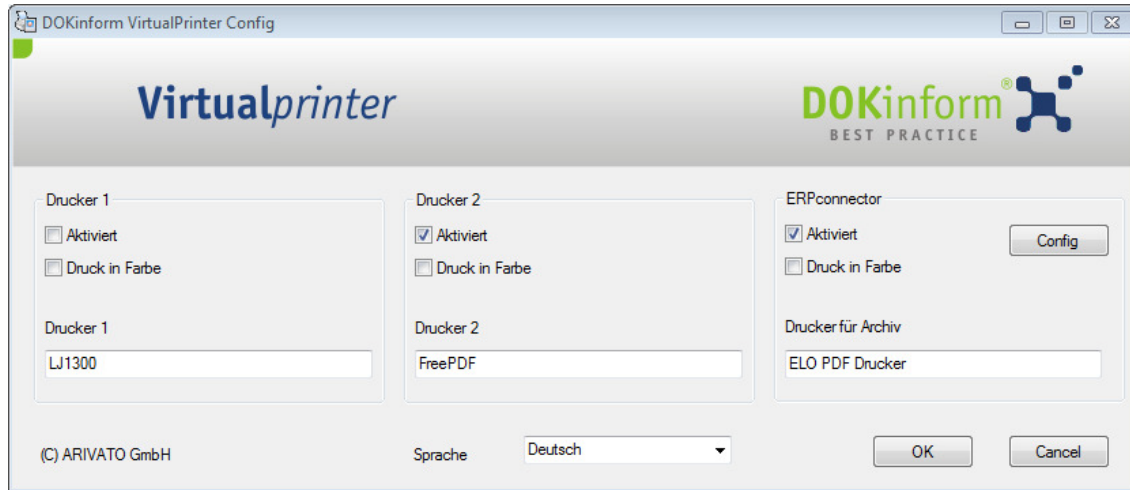 DOKinform VirtualPrinter Config
Virtualprinter
DOKinform®
BEST PRACTICE
Drucker 1
Aktiviert
Druck in Farbe
Drucker 1
LJ1300
Drucker 2
Aktiviert
Druck in Farbe
Drucker 2
FreePDF
ERPconnector
Aktiviert
Config
Druck in Farbe
Drucker für Archiv
ELO PDF Drucker
(C) ARIVATO GmbH
Sprache
Deutsch
OK
Cancel